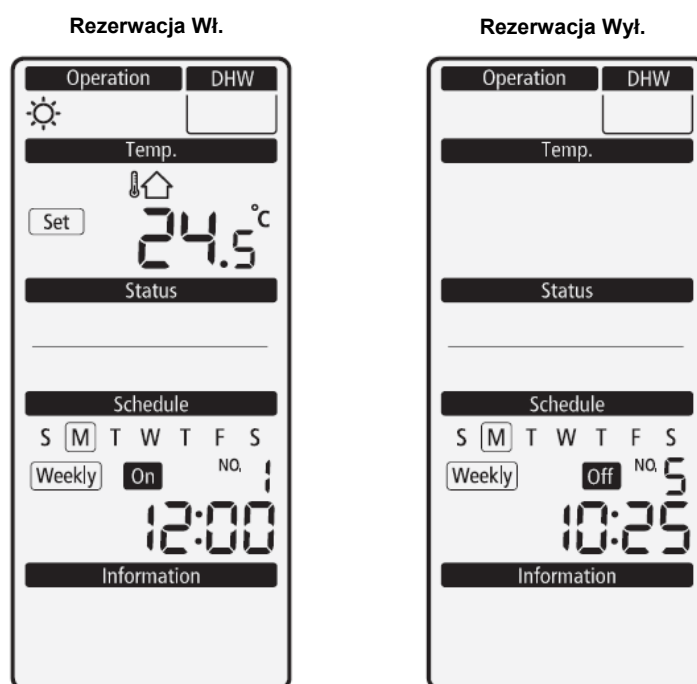 Rezerwacja Wł.
Operation DHW
Temp.
Set 24.5°C
Status
Schedule
S M T W T F S
Weekly On NO. 1
12:00
Information
Rezerwacja Wył.
Operation DHW
Temp.
Status
Schedule
S M T W T F S
Weekly Off NO. 5
10:25
Information